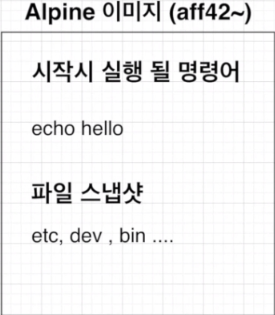 Alpine 이미지 (aff42~)
시작시 실행 될 명령어
echo hello
파일 스냅샷
etc, dev , bin ....